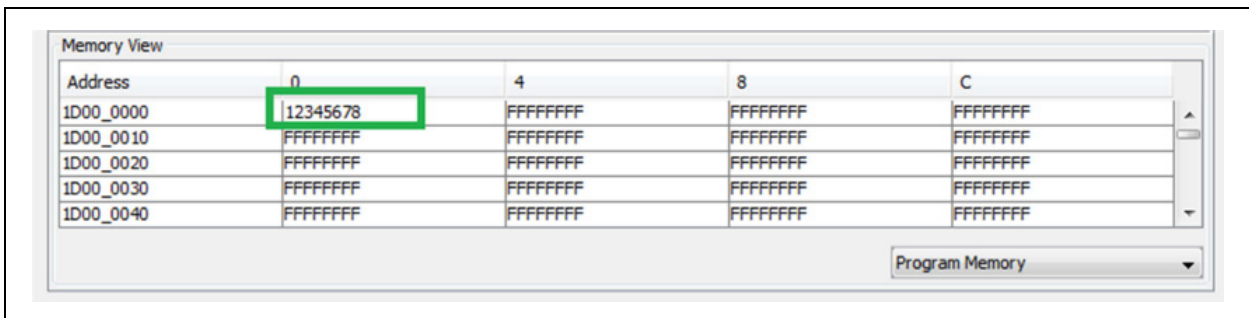 Memory View
Address 0 4 8 C
1D00_0000 12345678 FFFFFFFF FFFFFFFF FFFFFFFF
1D00_0010 FFFFFFFF FFFFFFFF FFFFFFFF FFFFFFFF
1D00_0020 FFFFFFFF FFFFFFFF FFFFFFFF FFFFFFFF
1D00_0030 FFFFFFFF FFFFFFFF FFFFFFFF FFFFFFFF
1D00_0040 FFFFFFFF FFFFFFFF FFFFFFFF FFFFFFFF
Program Memory